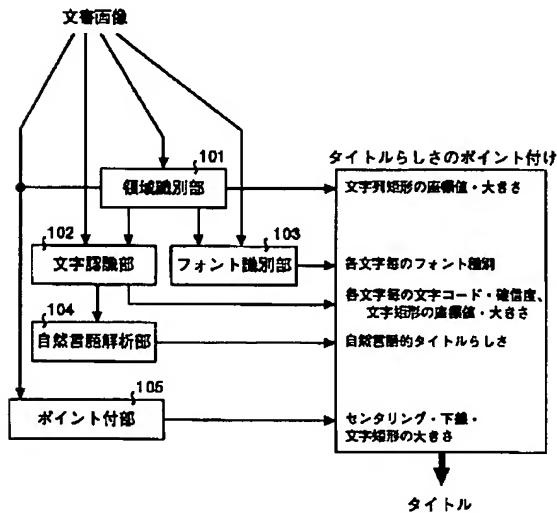 文書画像
101
領域識別部
タイトルらしさのポイント付け
文字列矩形の座標値・大きさ
102
文字認識部
103
フォント識別部
各文字毎のフォント種別
104
自然言語解析部
各文字毎の文字コード・確信度、
文字矩形の座標値・大きさ
自然言語的タイトルらしさ
105
ポイント付部
センタリング・下線・
文字矩形の大きさ
タイトル